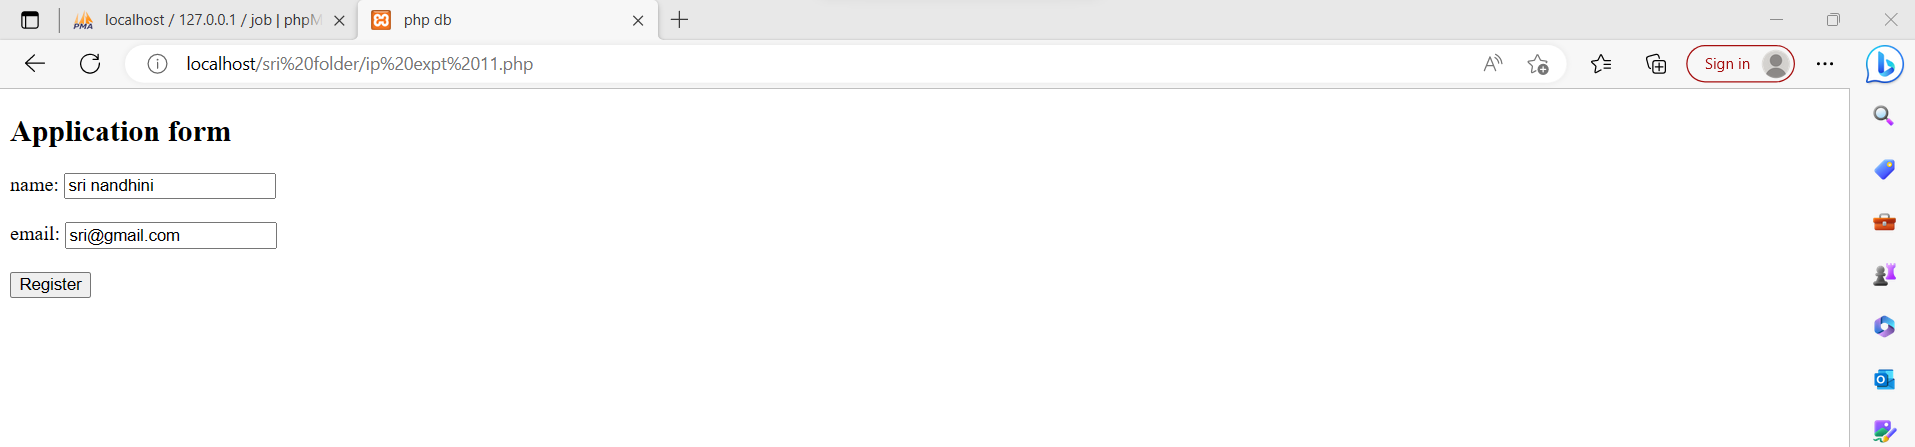 PMA localhost / 127.0.0.1 / job | phpM
php db
localhost/sri%20folder/ip%20expt%2011.php
Sign in
Application form
name: sri nandhini
email: sri@gmail.com
Register